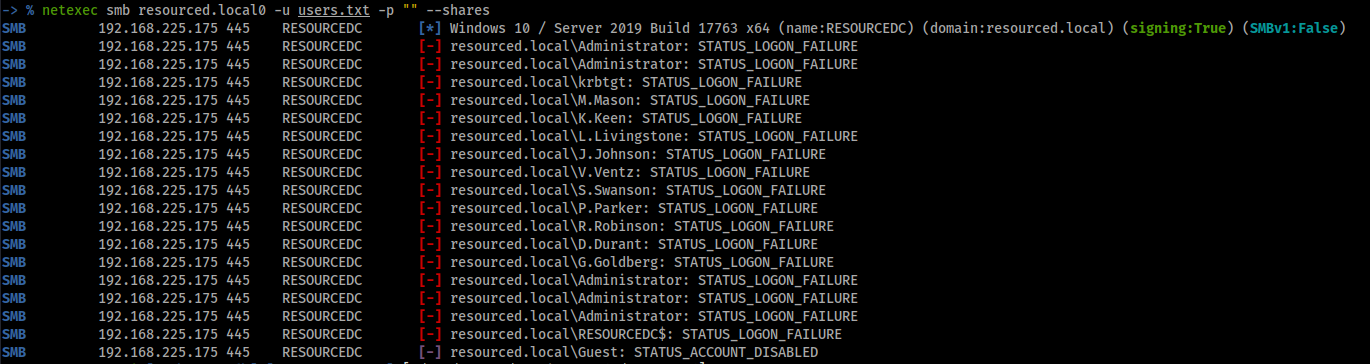 -> % netexec smb resourced.local0 -u users.txt -p "" --shares
SMB 192.168.225.175 445 RESOURCEDC [*] Windows 10 / Server 2019 Build 17763 x64 (name:RESOURCEDC) (domain:resourced.local) (signing:True) (SMBv1:False)
SMB 192.168.225.175 445 RESOURCEDC [-] resourced.local\Administrator: STATUS_LOGON_FAILURE
SMB 192.168.225.175 445 RESOURCEDC [-] resourced.local\Administrator: STATUS_LOGON_FAILURE
SMB 192.168.225.175 445 RESOURCEDC [-] resourced.local\krbtgt: STATUS_LOGON_FAILURE
SMB 192.168.225.175 445 RESOURCEDC [-] resourced.local\M.Mason: STATUS_LOGON_FAILURE
SMB 192.168.225.175 445 RESOURCEDC [-] resourced.local\K.Keen: STATUS_LOGON_FAILURE
SMB 192.168.225.175 445 RESOURCEDC [-] resourced.local\L.Livingstone: STATUS_LOGON_FAILURE
SMB 192.168.225.175 445 RESOURCEDC [-] resourced.local\J.Johnson: STATUS_LOGON_FAILURE
SMB 192.168.225.175 445 RESOURCEDC [-] resourced.local\V.Ventz: STATUS_LOGON_FAILURE
SMB 192.168.225.175 445 RESOURCEDC [-] resourced.local\S.Swanson: STATUS_LOGON_FAILURE
SMB 192.168.225.175 445 RESOURCEDC [-] resourced.local\P.Parker: STATUS_LOGON_FAILURE
SMB 192.168.225.175 445 RESOURCEDC [-] resourced.local\R.Robinson: STATUS_LOGON_FAILURE
SMB 192.168.225.175 445 RESOURCEDC [-] resourced.local\D.Durant: STATUS_LOGON_FAILURE
SMB 192.168.225.175 445 RESOURCEDC [-] resourced.local\G.Goldberg: STATUS_LOGON_FAILURE
SMB 192.168.225.175 445 RESOURCEDC [-] resourced.local\Administrator: STATUS_LOGON_FAILURE
SMB 192.168.225.175 445 RESOURCEDC [-] resourced.local\Administrator: STATUS_LOGON_FAILURE
SMB 192.168.225.175 445 RESOURCEDC [-] resourced.local\Administrator: STATUS_LOGON_FAILURE
SMB 192.168.225.175 445 RESOURCEDC [-] resourced.local\RESOURCEDC$: STATUS_LOGON_FAILURE
SMB 192.168.225.175 445 RESOURCEDC [-] resourced.local\Guest: STATUS_ACCOUNT_DISABLED